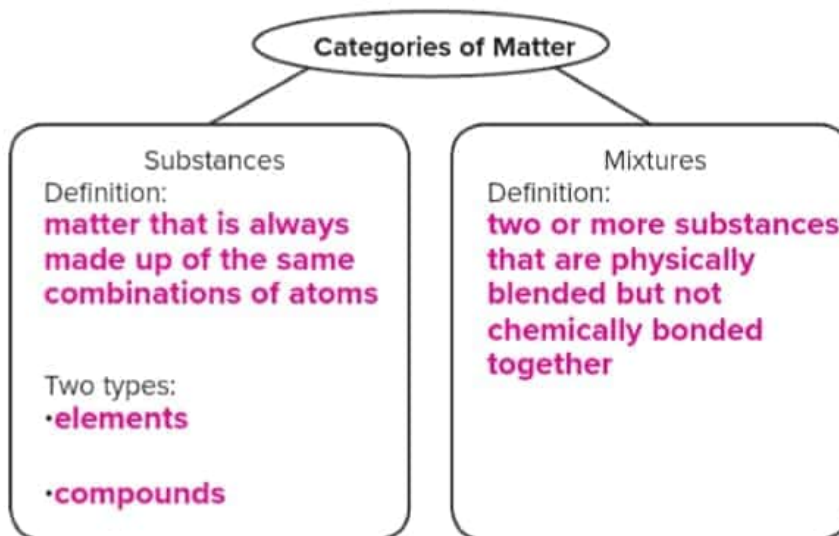 Categories of Matter
Substances
Definition:
matter that is always
made up of the same
combinations of atoms
Two types:
•elements
•compounds
Mixtures
Definition:
two or more substances
that are physically
blended but not
chemically bonded
together